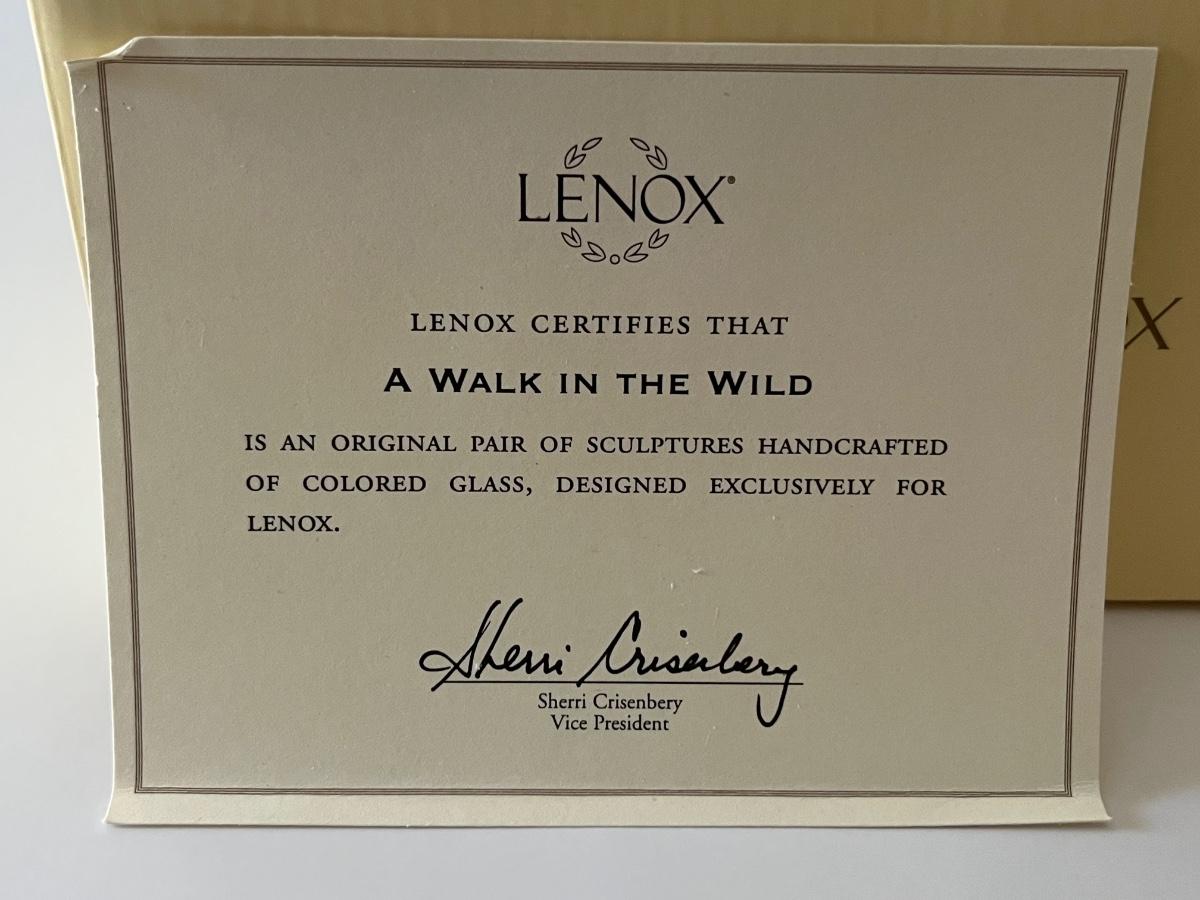 LENOX®
LENOX CERTIFIES THAT
A WALK IN THE WILD
IS AN ORIGINAL PAIR OF SCULPTURES HANDCRAFTED
OF COLORED GLASS, DESIGNED EXCLUSIVELY FOR
LENOX.
Sherri Crisenbery
Sherri Crisenbery
Vice President
X